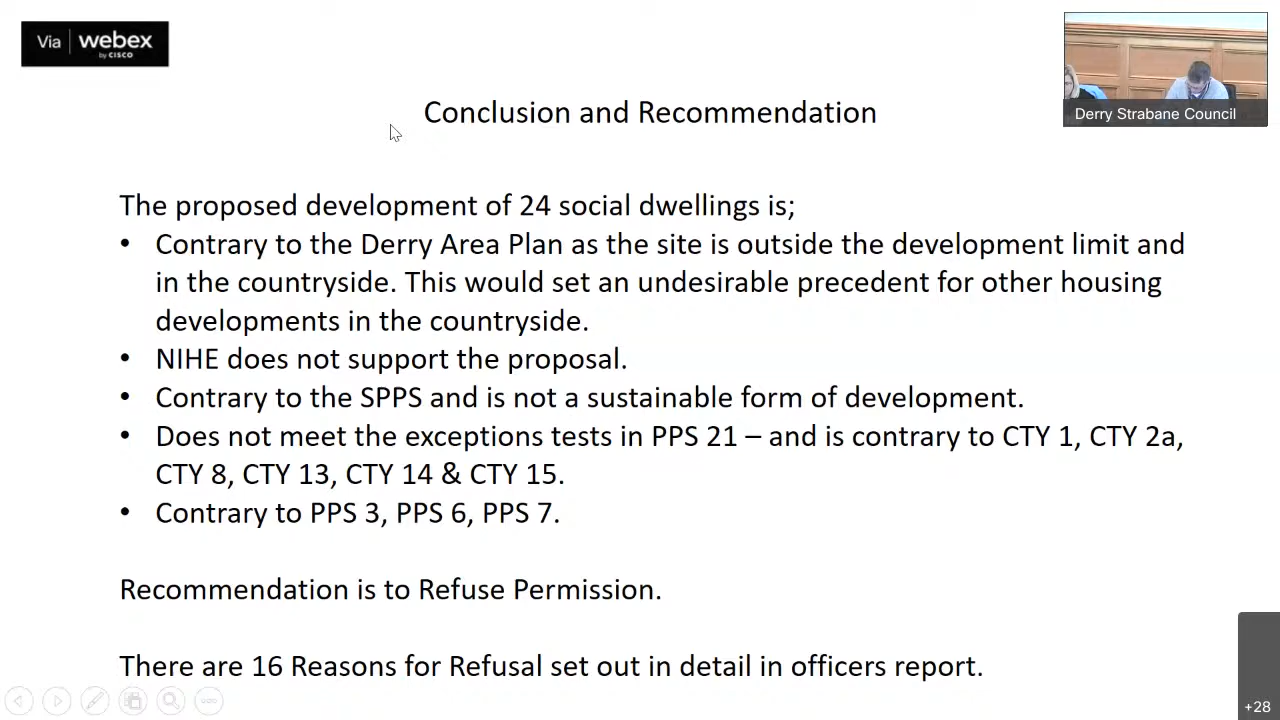 Via webex
by CISCO
Derry Strabane Council
Conclusion and Recommendation
The proposed development of 24 social dwellings is;
• Contrary to the Derry Area Plan as the site is outside the development limit and
in the countryside. This would set an undesirable precedent for other housing
developments in the countryside.
• NIHE does not support the proposal.
• Contrary to the SPPS and is not a sustainable form of development.
• Does not meet the exceptions tests in PPS 21 – and is contrary to CTY 1, CTY 2a,
CTY 8, CTY 13, CTY 14 & CTY 15.
• Contrary to PPS 3, PPS 6, PPS 7.
Recommendation is to Refuse Permission.
There are 16 Reasons for Refusal set out in detail in officers report.
+28